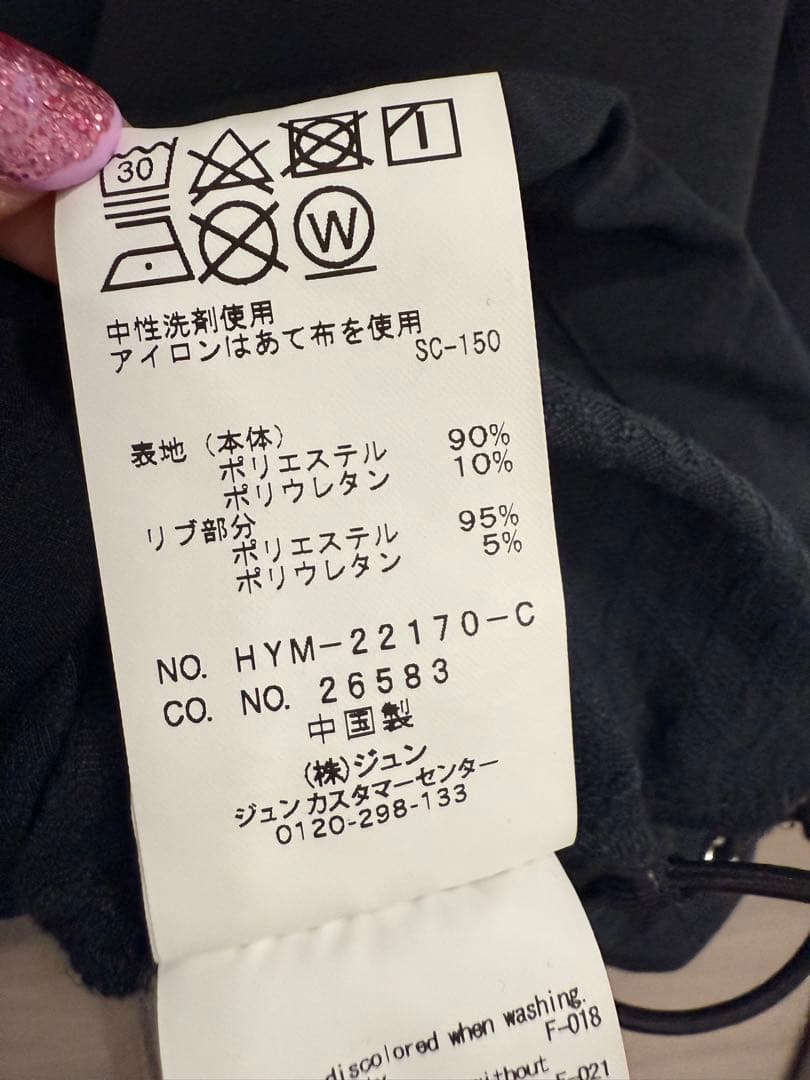 30
W
中性洗剤使用
アイロンはあて布を使用
SC-150
表地（本体）
ポリエステル 90%
ポリウレタン 10%
リブ部分
ポリエステル 95%
ポリウレタン 5%
NO. HYM-22170-C
CO. NO. 26583
中国製
(株)ジュン
ジュン カスタマーセンター
0120-298-133
discolored when washing.
F-018
without
F-021